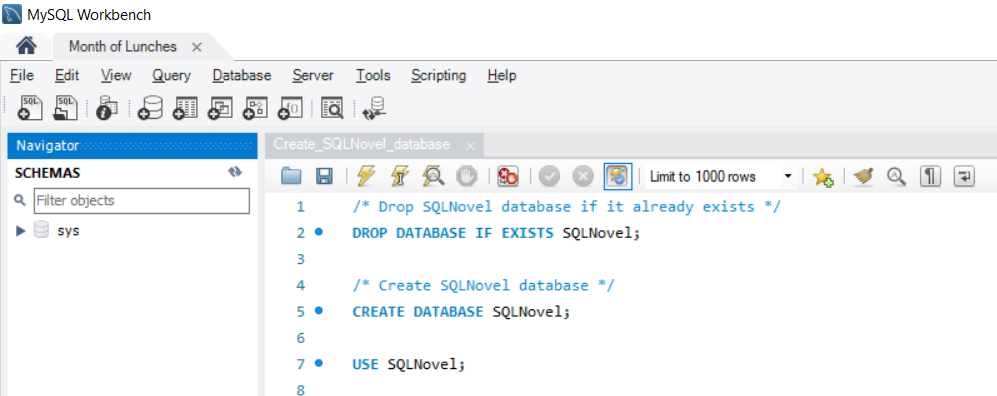 MySQL Workbench
Month of Lunches ×
File Edit View Query Database Server Tools Scripting Help
SQL SQL
Navigator
SCHEMAS
Filter objects
sys
Create_SQLNovel_database ×
Limit to 1000 rows
1 /* Drop SQLNovel database if it already exists */
2 DROP DATABASE IF EXISTS SQLNovel;
3
4 /* Create SQLNovel database */
5 CREATE DATABASE SQLNovel;
6
7 USE SQLNovel;
8